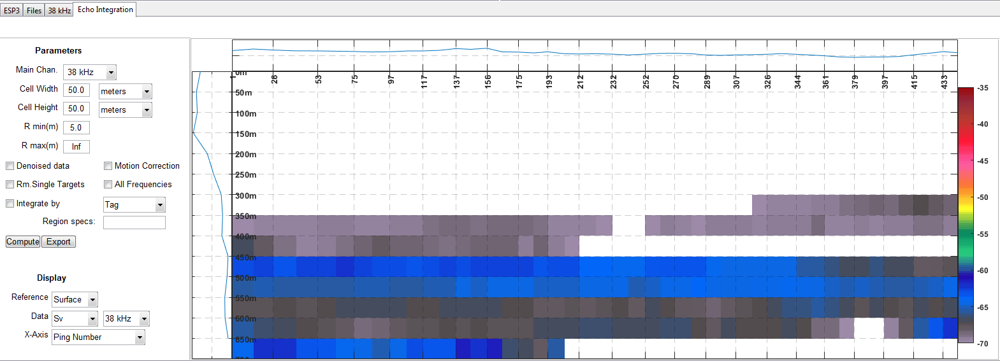 ESP3 Files 38 kHz Echo Integration
Parameters
Main Chan. 38 kHz
Cell Width 50.0 meters
Cell Height 50.0 meters
R min(m) 5.0
R max(m) Inf
Denoised data Motion Correction
Rm.Single Targets All Frequencies
Integrate by Tag
Region specs:
Compute Export
Display
Reference Surface
Data Sv 38 kHz
X-Axis Ping Number
0m
50m
100m
150m
200m
250m
300m
350m
400m
450m
500m
550m
600m
650m
26 53 75 97 117 137 156 175 193 212 232 252 270 289 307 326 344 361 379 397 415 433
-35
-40
-45
-50
-55
-60
-65
-70